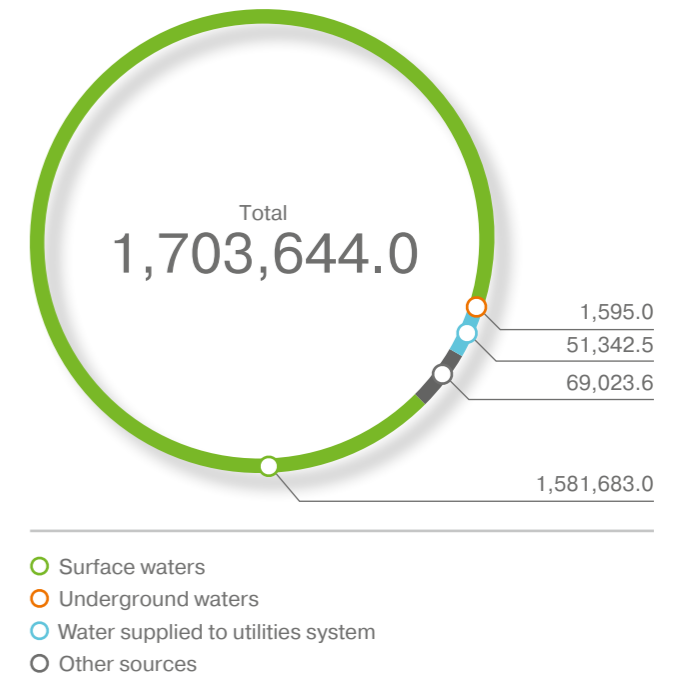 Total
1,703,644.0
1,595.0
51,342.5
69,023.6
1,581,683.0
Surface waters
Underground waters
Water supplied to utilities system
Other sources